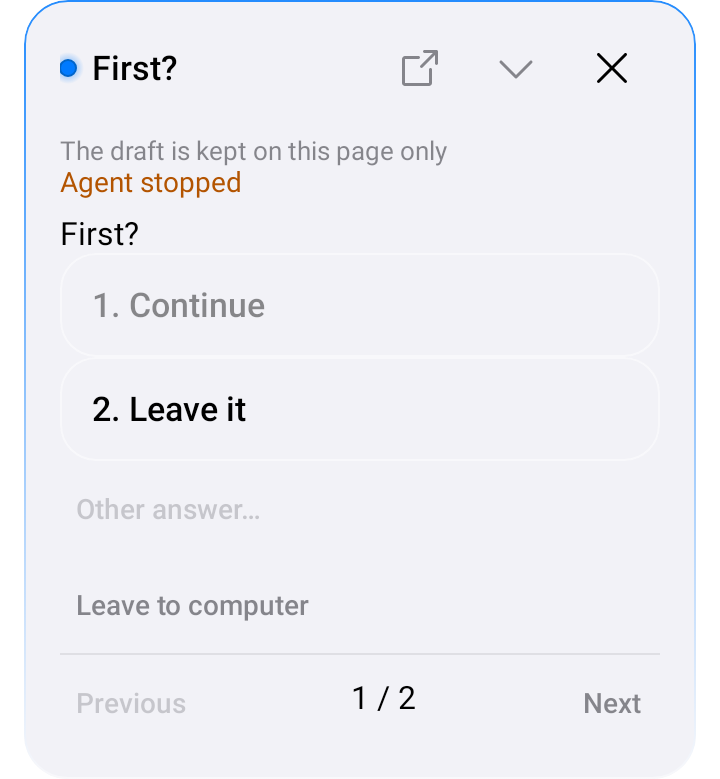 First?
The draft is kept on this page only
Agent stopped
First?
1. Continue
2. Leave it
Other answer…
Leave to computer
Previous
1 / 2
Next